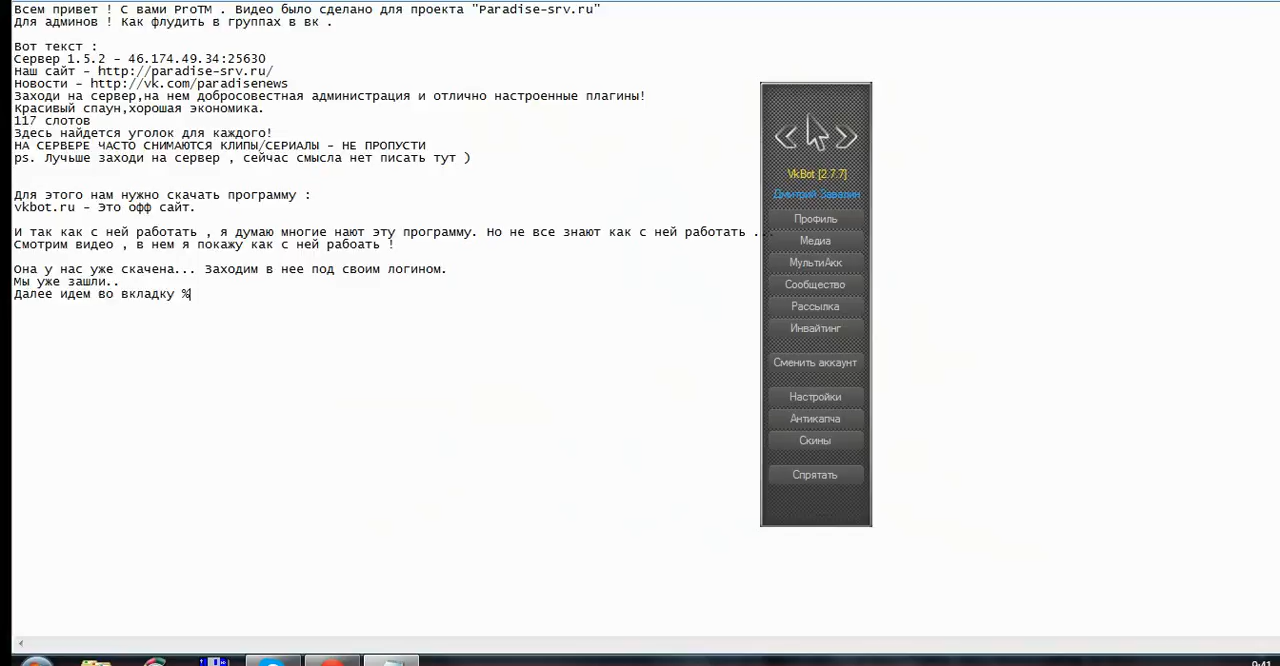 Всем привет ! С вами ProTM . Видео было сделано для проекта "Paradise-srv.ru"
Для админов ! Как флудить в группах в вк .
Вот текст :
Сервер 1.5.2 - 46.174.49.34:25630
Наш сайт - http://paradise-srv.ru/
Новости - http://vk.com/paradisenews
Заходи на сервер,на нем добросовестная администрация и отлично настроенные плагины!
Красивый спаун,хорошая экономика.
117 слотов
Здесь найдется уголок для каждого!
НА СЕРВЕРЕ ЧАСТО СНИМАЮТСЯ КЛИПЫ/СЕРИАЛЫ - НЕ ПРОПУСТИ
ps. Лучьше заходи на сервер , сейчас смысла нет писать тут )
Для этого нам нужно скачать программу :
vkbot.ru - Это офф сайт.
И так как с ней работать , я думаю многие нают эту программу. Но не все знают как с ней работать ...
Смотрим видео , в нем я покажу как с ней рабоать !
Она у нас уже скачена... Заходим в нее под своим логином.
Мы уже зашли..
Далее идем во вкладку %
VkBot [2.7.7]
Дмитрий Завалин
Профиль
Медиа
МультиАкк
Сообщество
Рассылка
Инвайтинг
Сменить аккаунт
Настройки
Антикапча
Скины
Спрятать